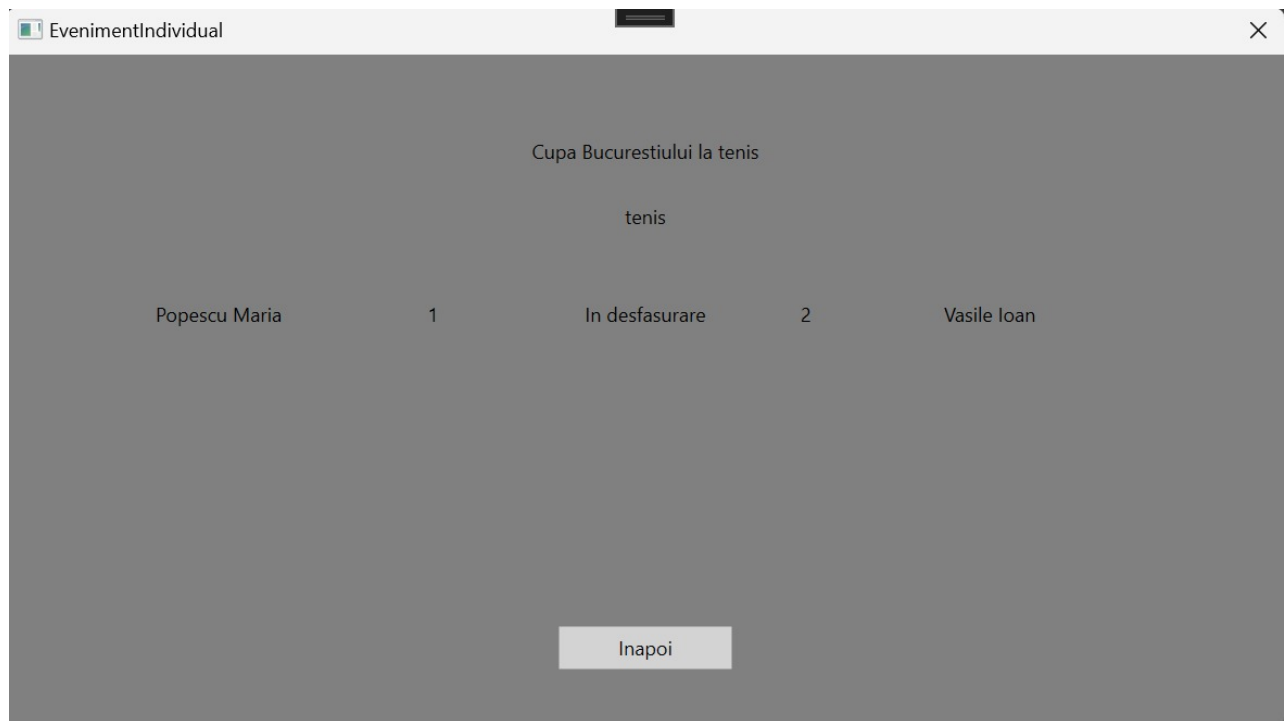 EvenimentIndividual
Cupa Bucurestiului la tenis
tenis
Popescu Maria 1 In desfasurare 2 Vasile Ioan
Inapoi